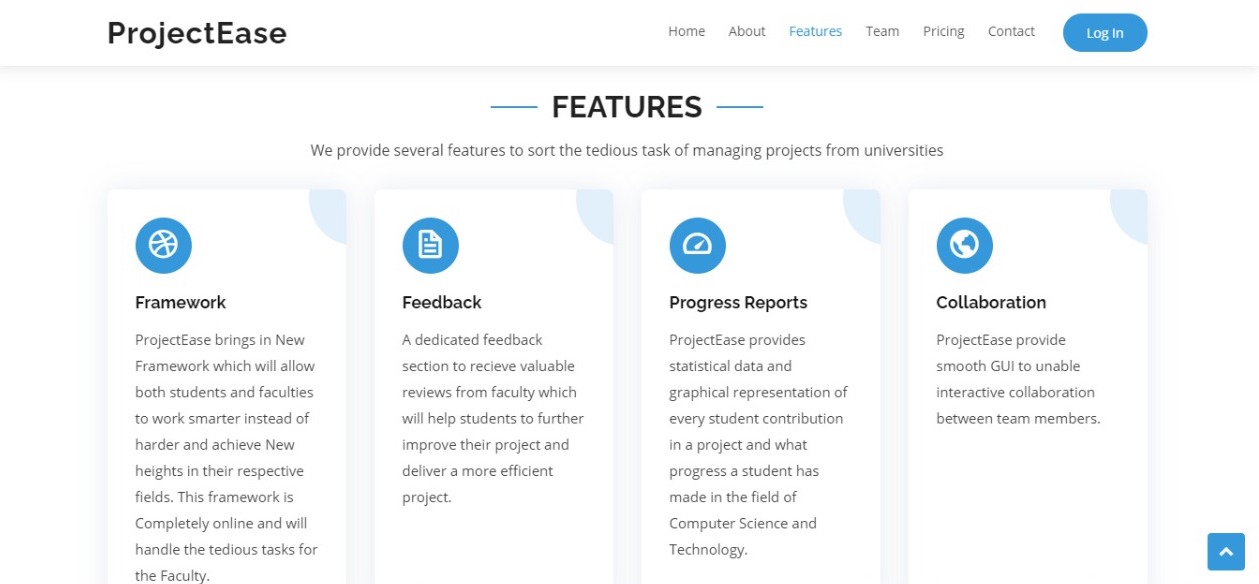 ProjectEase
Home About Features Team Pricing Contact Log In
FEATURES
We provide several features to sort the tedious task of managing projects from universities
Framework
ProjectEase brings in New
Framework which will allow
both students and faculties
to work smarter instead of
harder and achieve New
heights in their respective
fields. This framework is
Completely online and will
handle the tedious tasks for
the Faculty.
Feedback
A dedicated feedback
section to recieve valuable
reviews from faculty which
will help students to further
improve their project and
deliver a more efficient
project.
Progress Reports
ProjectEase provides
statistical data and
graphical representation of
every student contribution
in a project and what
progress a student has
made in the field of
Computer Science and
Technology.
Collaboration
ProjectEase provide
smooth GUI to unable
interactive collaboration
between team members.